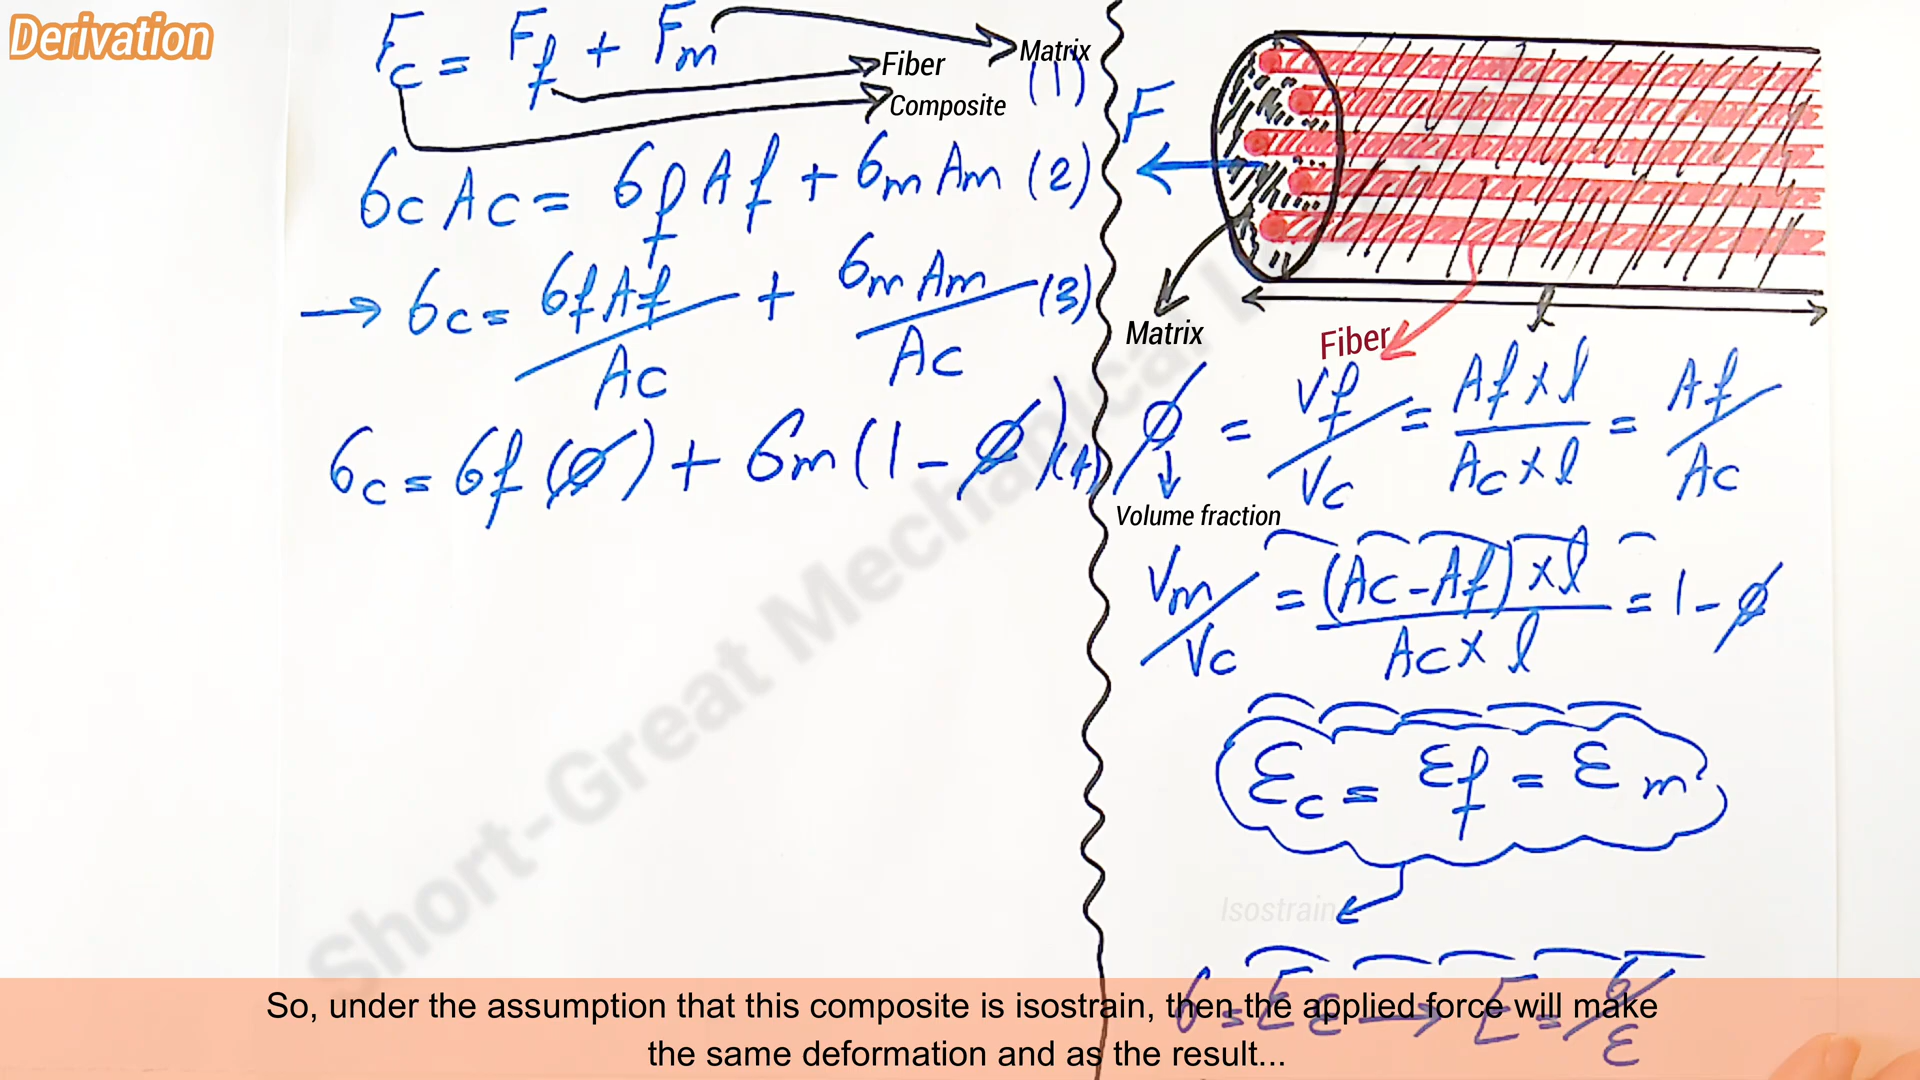 Derivation
Fc = Ff + Fm (1)
Matrix
Fiber
Composite
σc Ac = σf Af + σm Am (2)
→ σc = σf Af / Ac + σm Am / Ac (3)
σc = σf (φ) + σm (1 - φ) (4)
F
l
Matrix
Fiber
φ = Vf / Vc = Af × l / Ac × l = Af / Ac
Volume fraction
Vm / Vc = (Ac - Af) × l / Ac × l = 1 - φ
εc = εf = εm
Isostrain
σ = E ε → E = σ / ε
Short-Great Mechanical
So, under the assumption that this composite is isostrain, then the applied force will make
the same deformation and as the result...